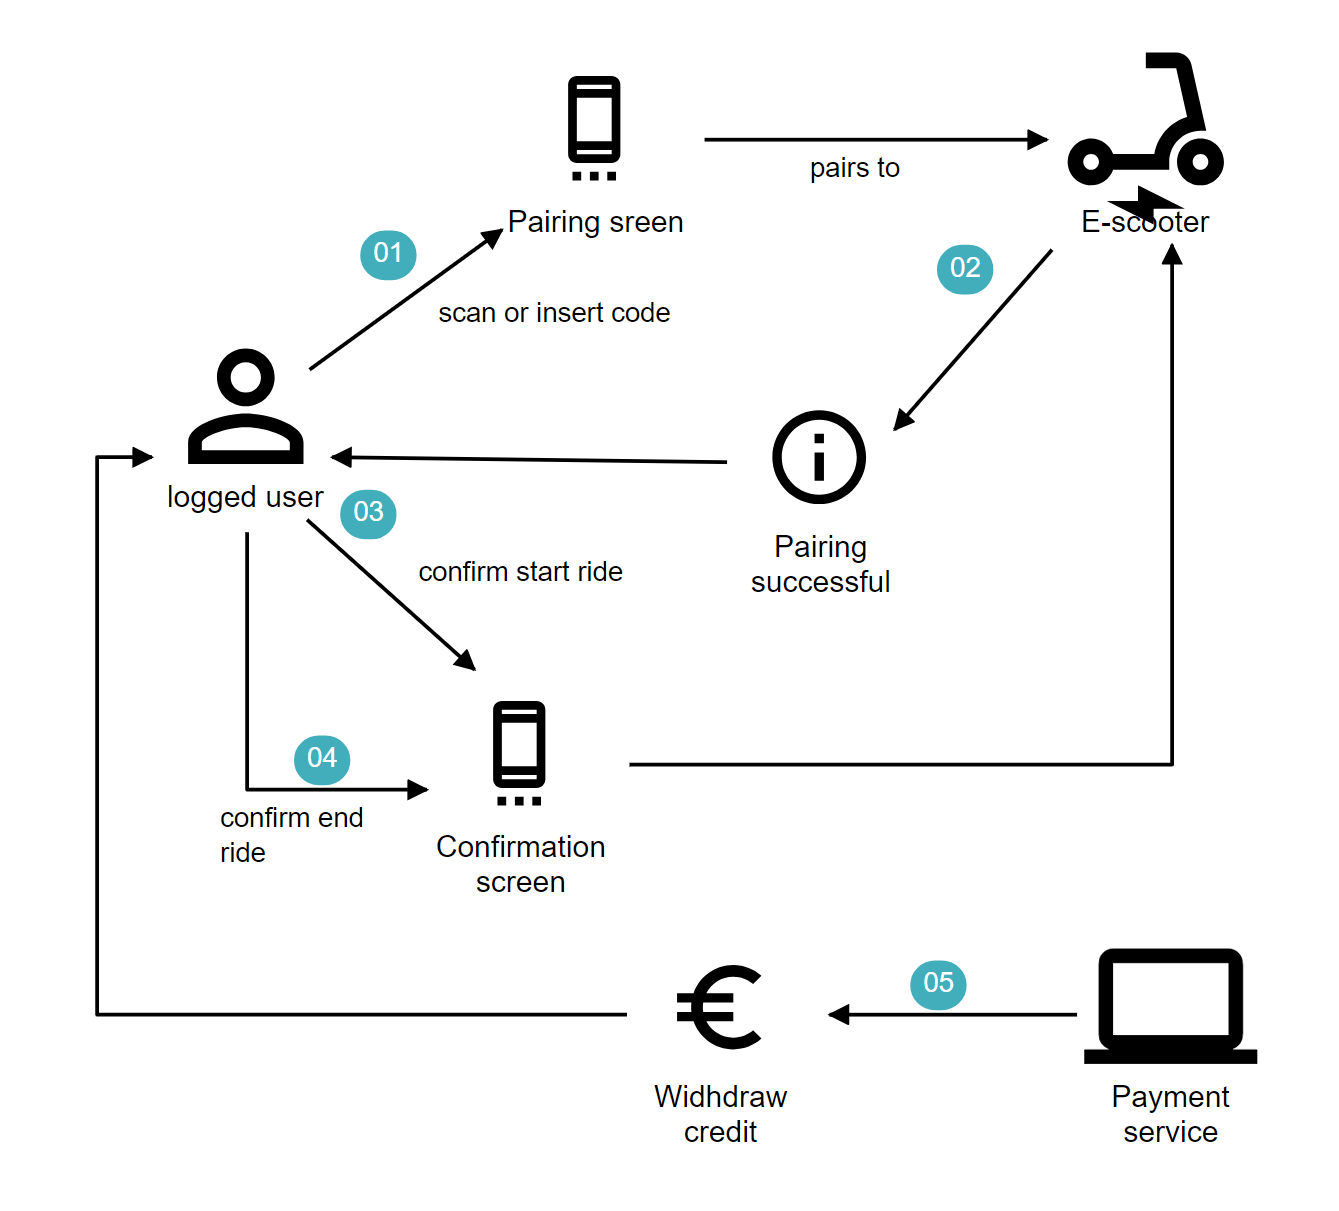 pairs to
Pairing sreen
E-scooter
01
02
scan or insert code
logged user
03
Pairing
successful
confirm start ride
04
confirm end
ride
Confirmation
screen
05
Widhdraw
credit
Payment
service